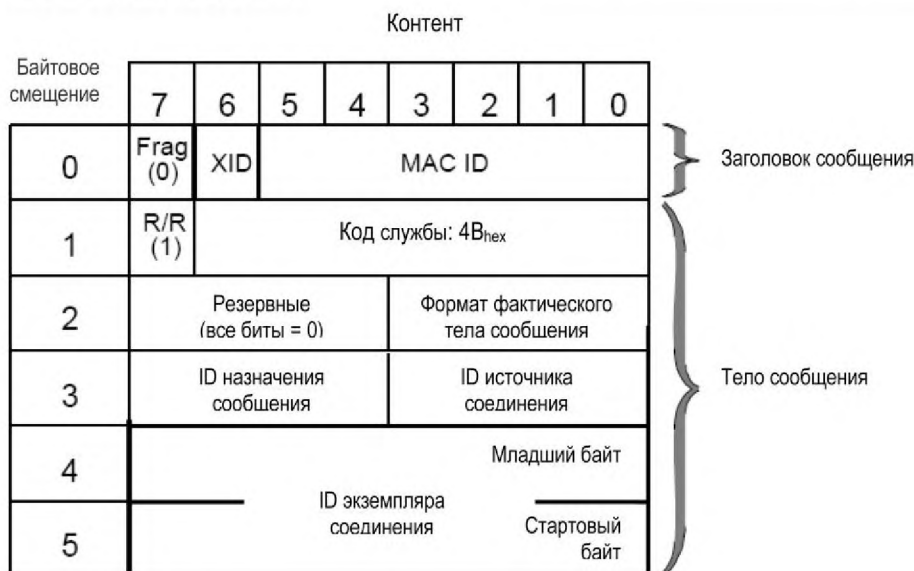 Контент
Байтовое
смещение
7 6 5 4 3 2 1 0
0
Frag
(0)
XID
MAC ID
Заголовок сообщения
1
R/R
(1)
Код службы: 4Bhex
2
Резервные
(все биты = 0)
Формат фактического
тела сообщения
3
ID назначения
сообщения
ID источника
соединения
Тело сообщения
4
Младший байт
ID экземпляра
соединения
5
Стартовый
байт